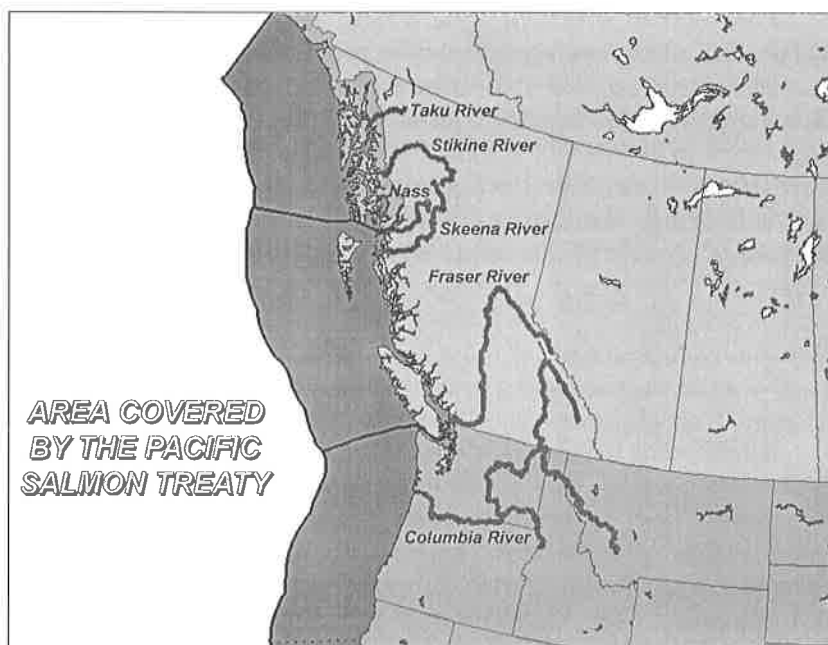 Taku River
Stikine River
Nass
Skeena River
Fraser River
AREA COVERED
BY THE PACIFIC
SALMON TREATY
Columbia River